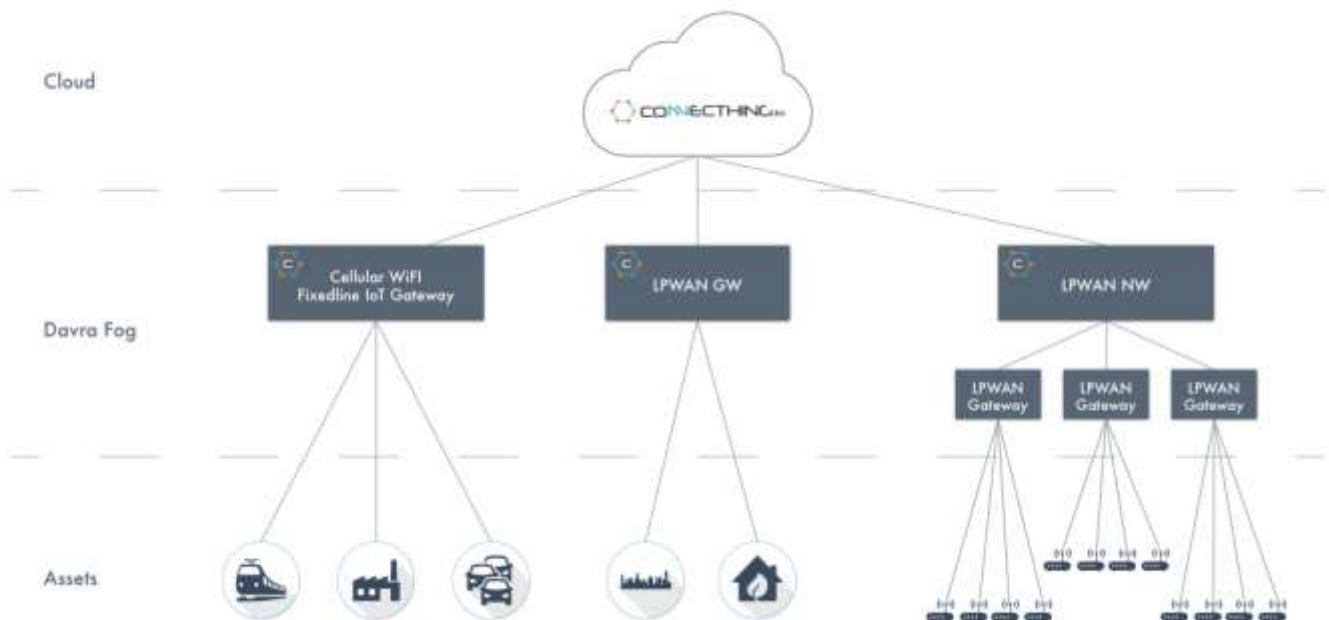 Cloud
CONNECTHING
Cellular WiFI
Fixedline IoT Gateway
LPWAN GW
LPWAN NW
Davra Fog
LPWAN
Gateway
LPWAN
Gateway
LPWAN
Gateway
Assets